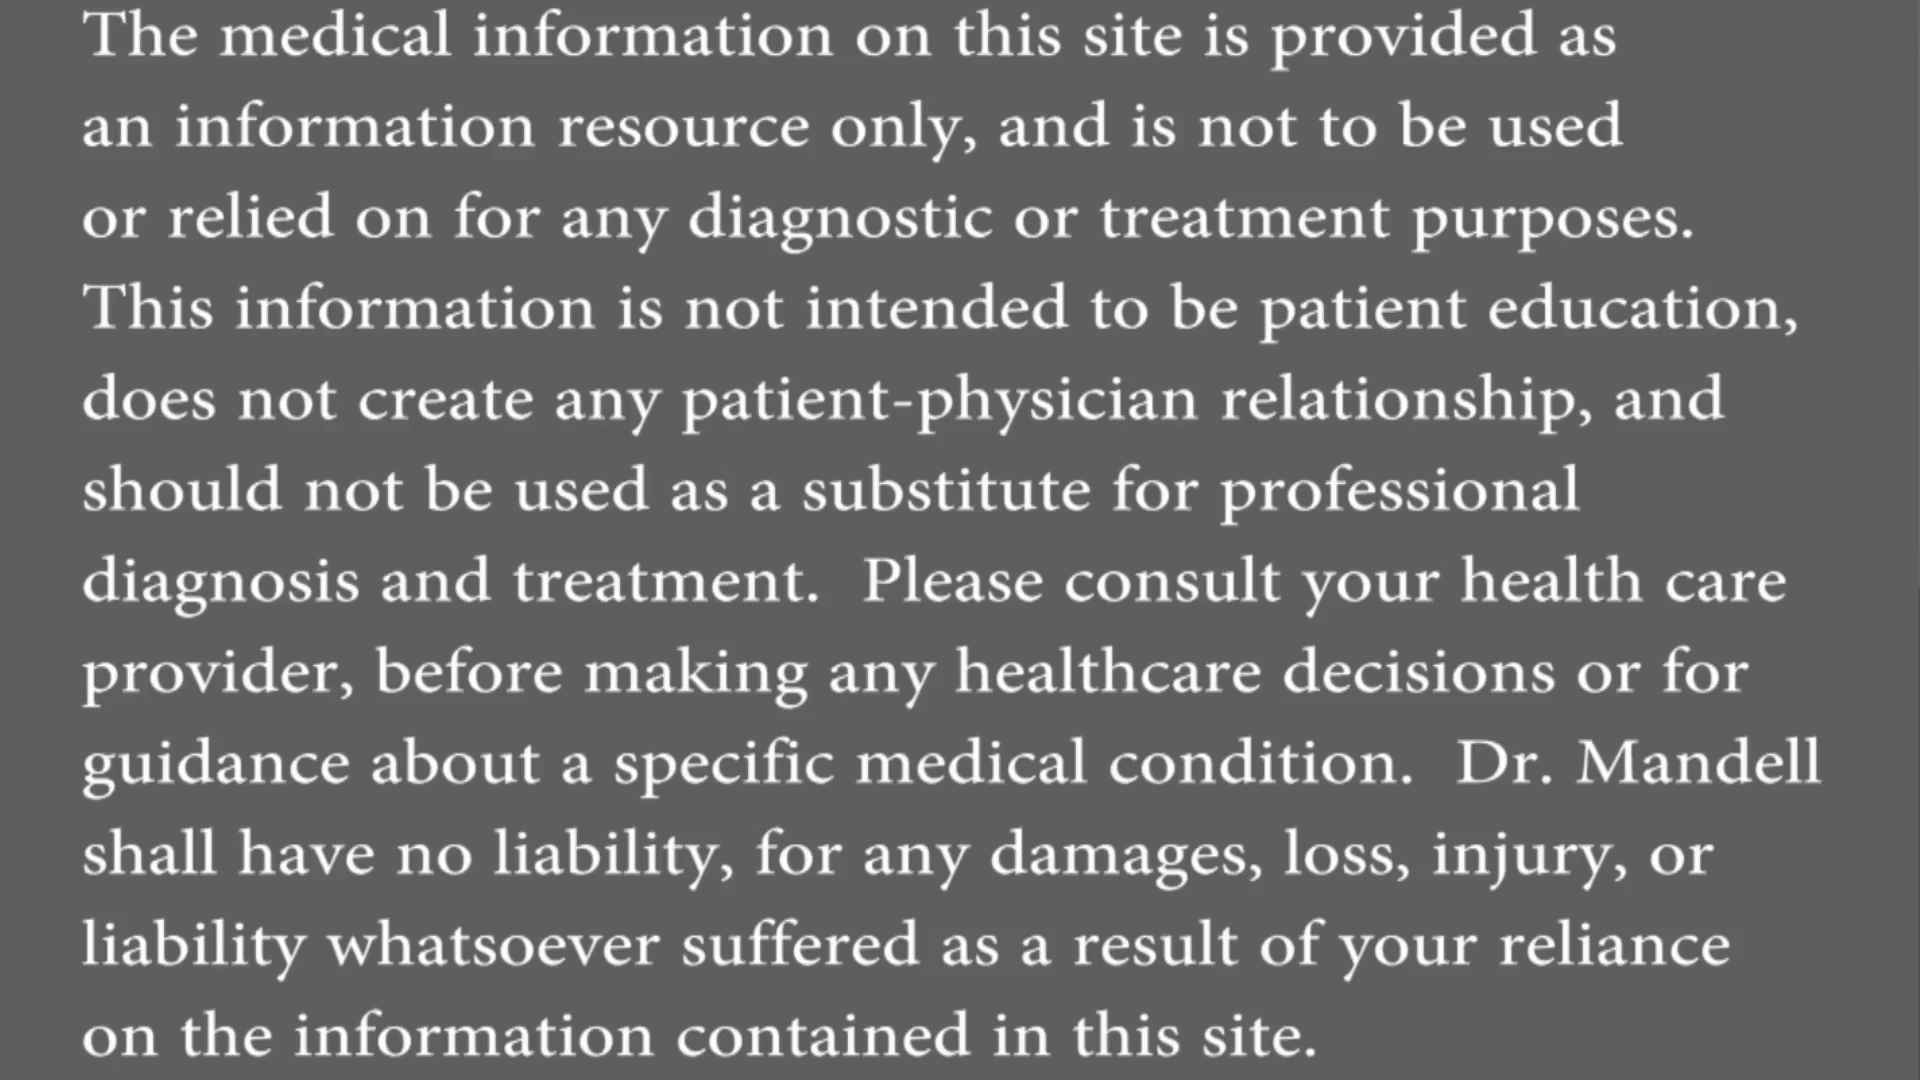 The medical information on this site is provided as
an information resource only, and is not to be used
or relied on for any diagnostic or treatment purposes.
This information is not intended to be patient education,
does not create any patient-physician relationship, and
should not be used as a substitute for professional
diagnosis and treatment.  Please consult your health care
provider, before making any healthcare decisions or for
guidance about a specific medical condition.  Dr. Mandell
shall have no liability, for any damages, loss, injury, or
liability whatsoever suffered as a result of your reliance
on the information contained in this site.